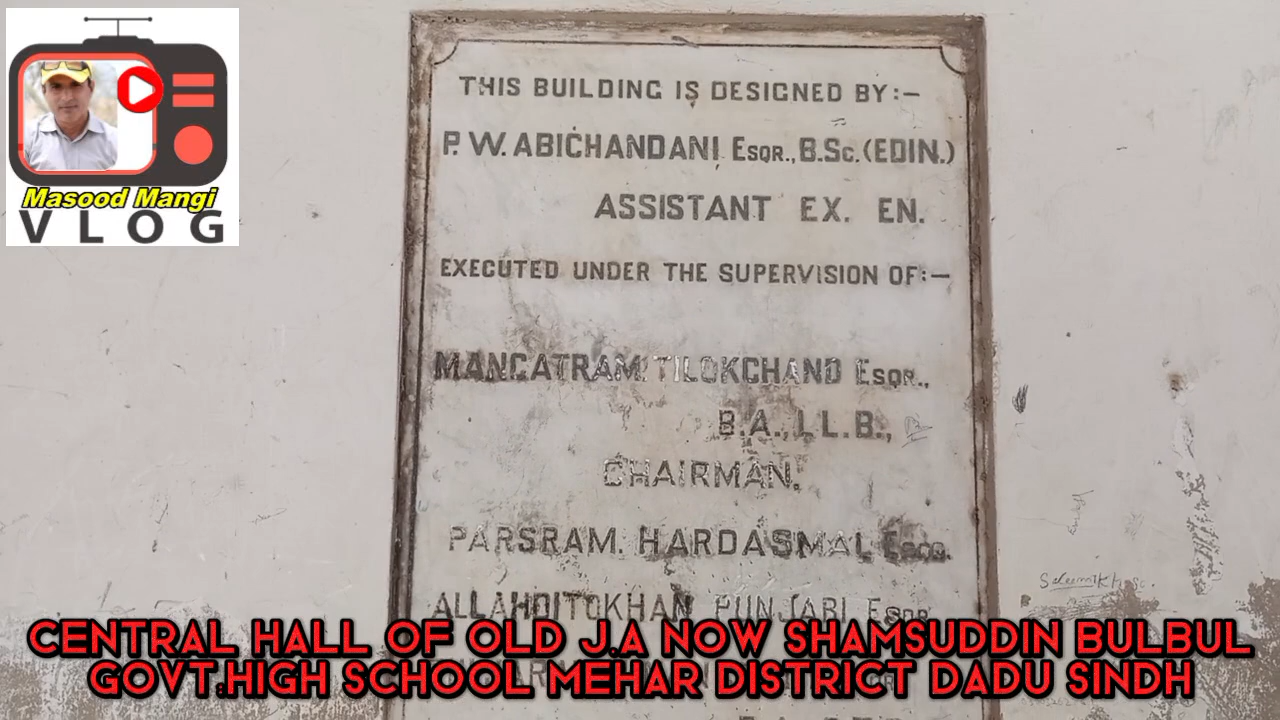 Masood Mangi
VLOG
THIS BUILDING IS DESIGNED BY:—
P. W. ABICHANDANI ESQR., B.SC. (EDIN.)
ASSISTANT EX. EN.
EXECUTED UNDER THE SUPERVISION OF:—
MANGATRAM TILOKCHAND ESQR.,
B.A., L.L.B.,
CHAIRMAN.
PARSRAM. HARDASMAL ESQR.
ALLAHDITOKHAN PUNJABI ESQR.
CENTRAL HALL OF OLD J.A NOW SHAMSUDDIN BULBUL
GOVT:HIGH SCHOOL MEHAR DISTRICT DADU SINDH